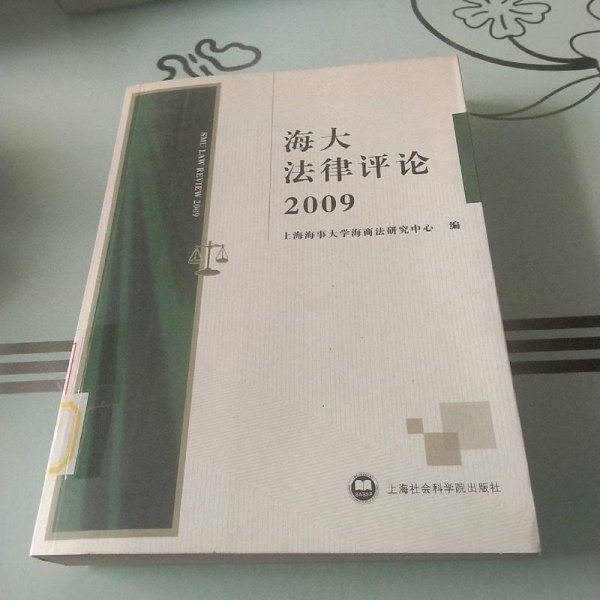 SMU LAW REVIEW 2009
海大
法律评论
2009
上海海事大学海商法研究中心 编
上海社会科学院出版社